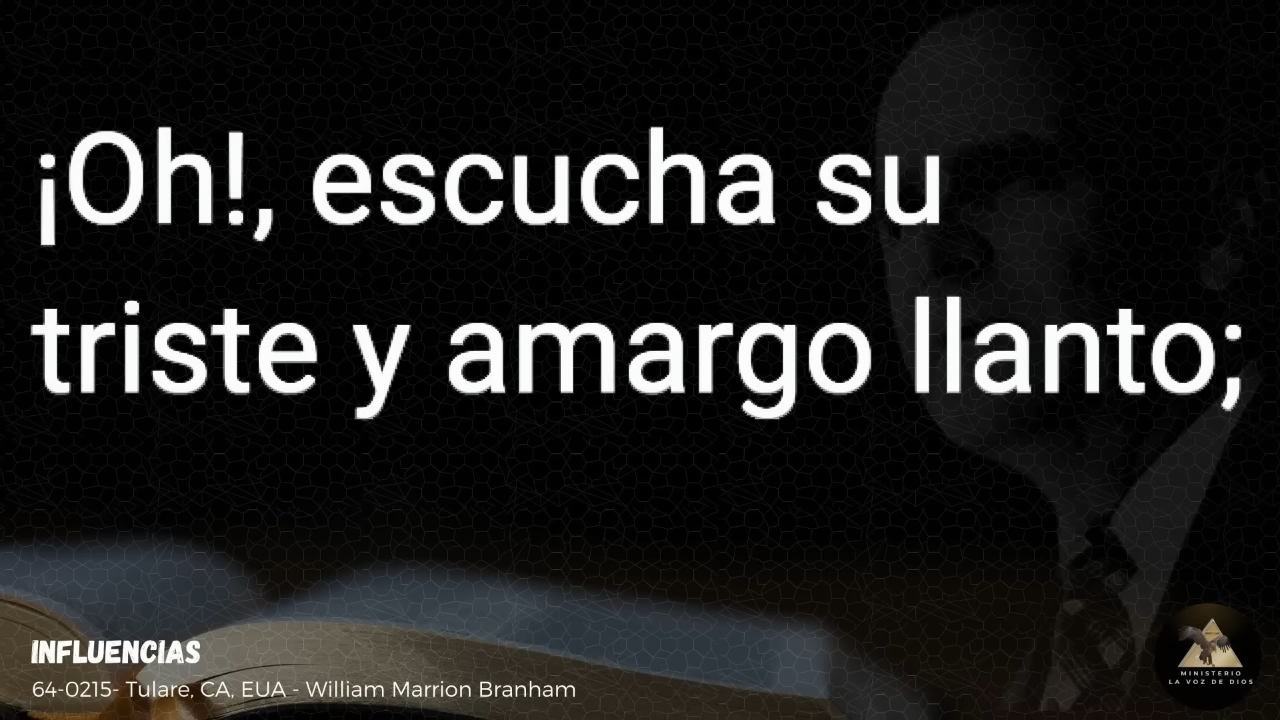 ¡Oh!, escucha su
triste y amargo llanto;
INFLUENCIAS
64-0215- Tulare, CA, EUA - William Marrion Branham
MINISTERIO
LA VOZ DE DIOS